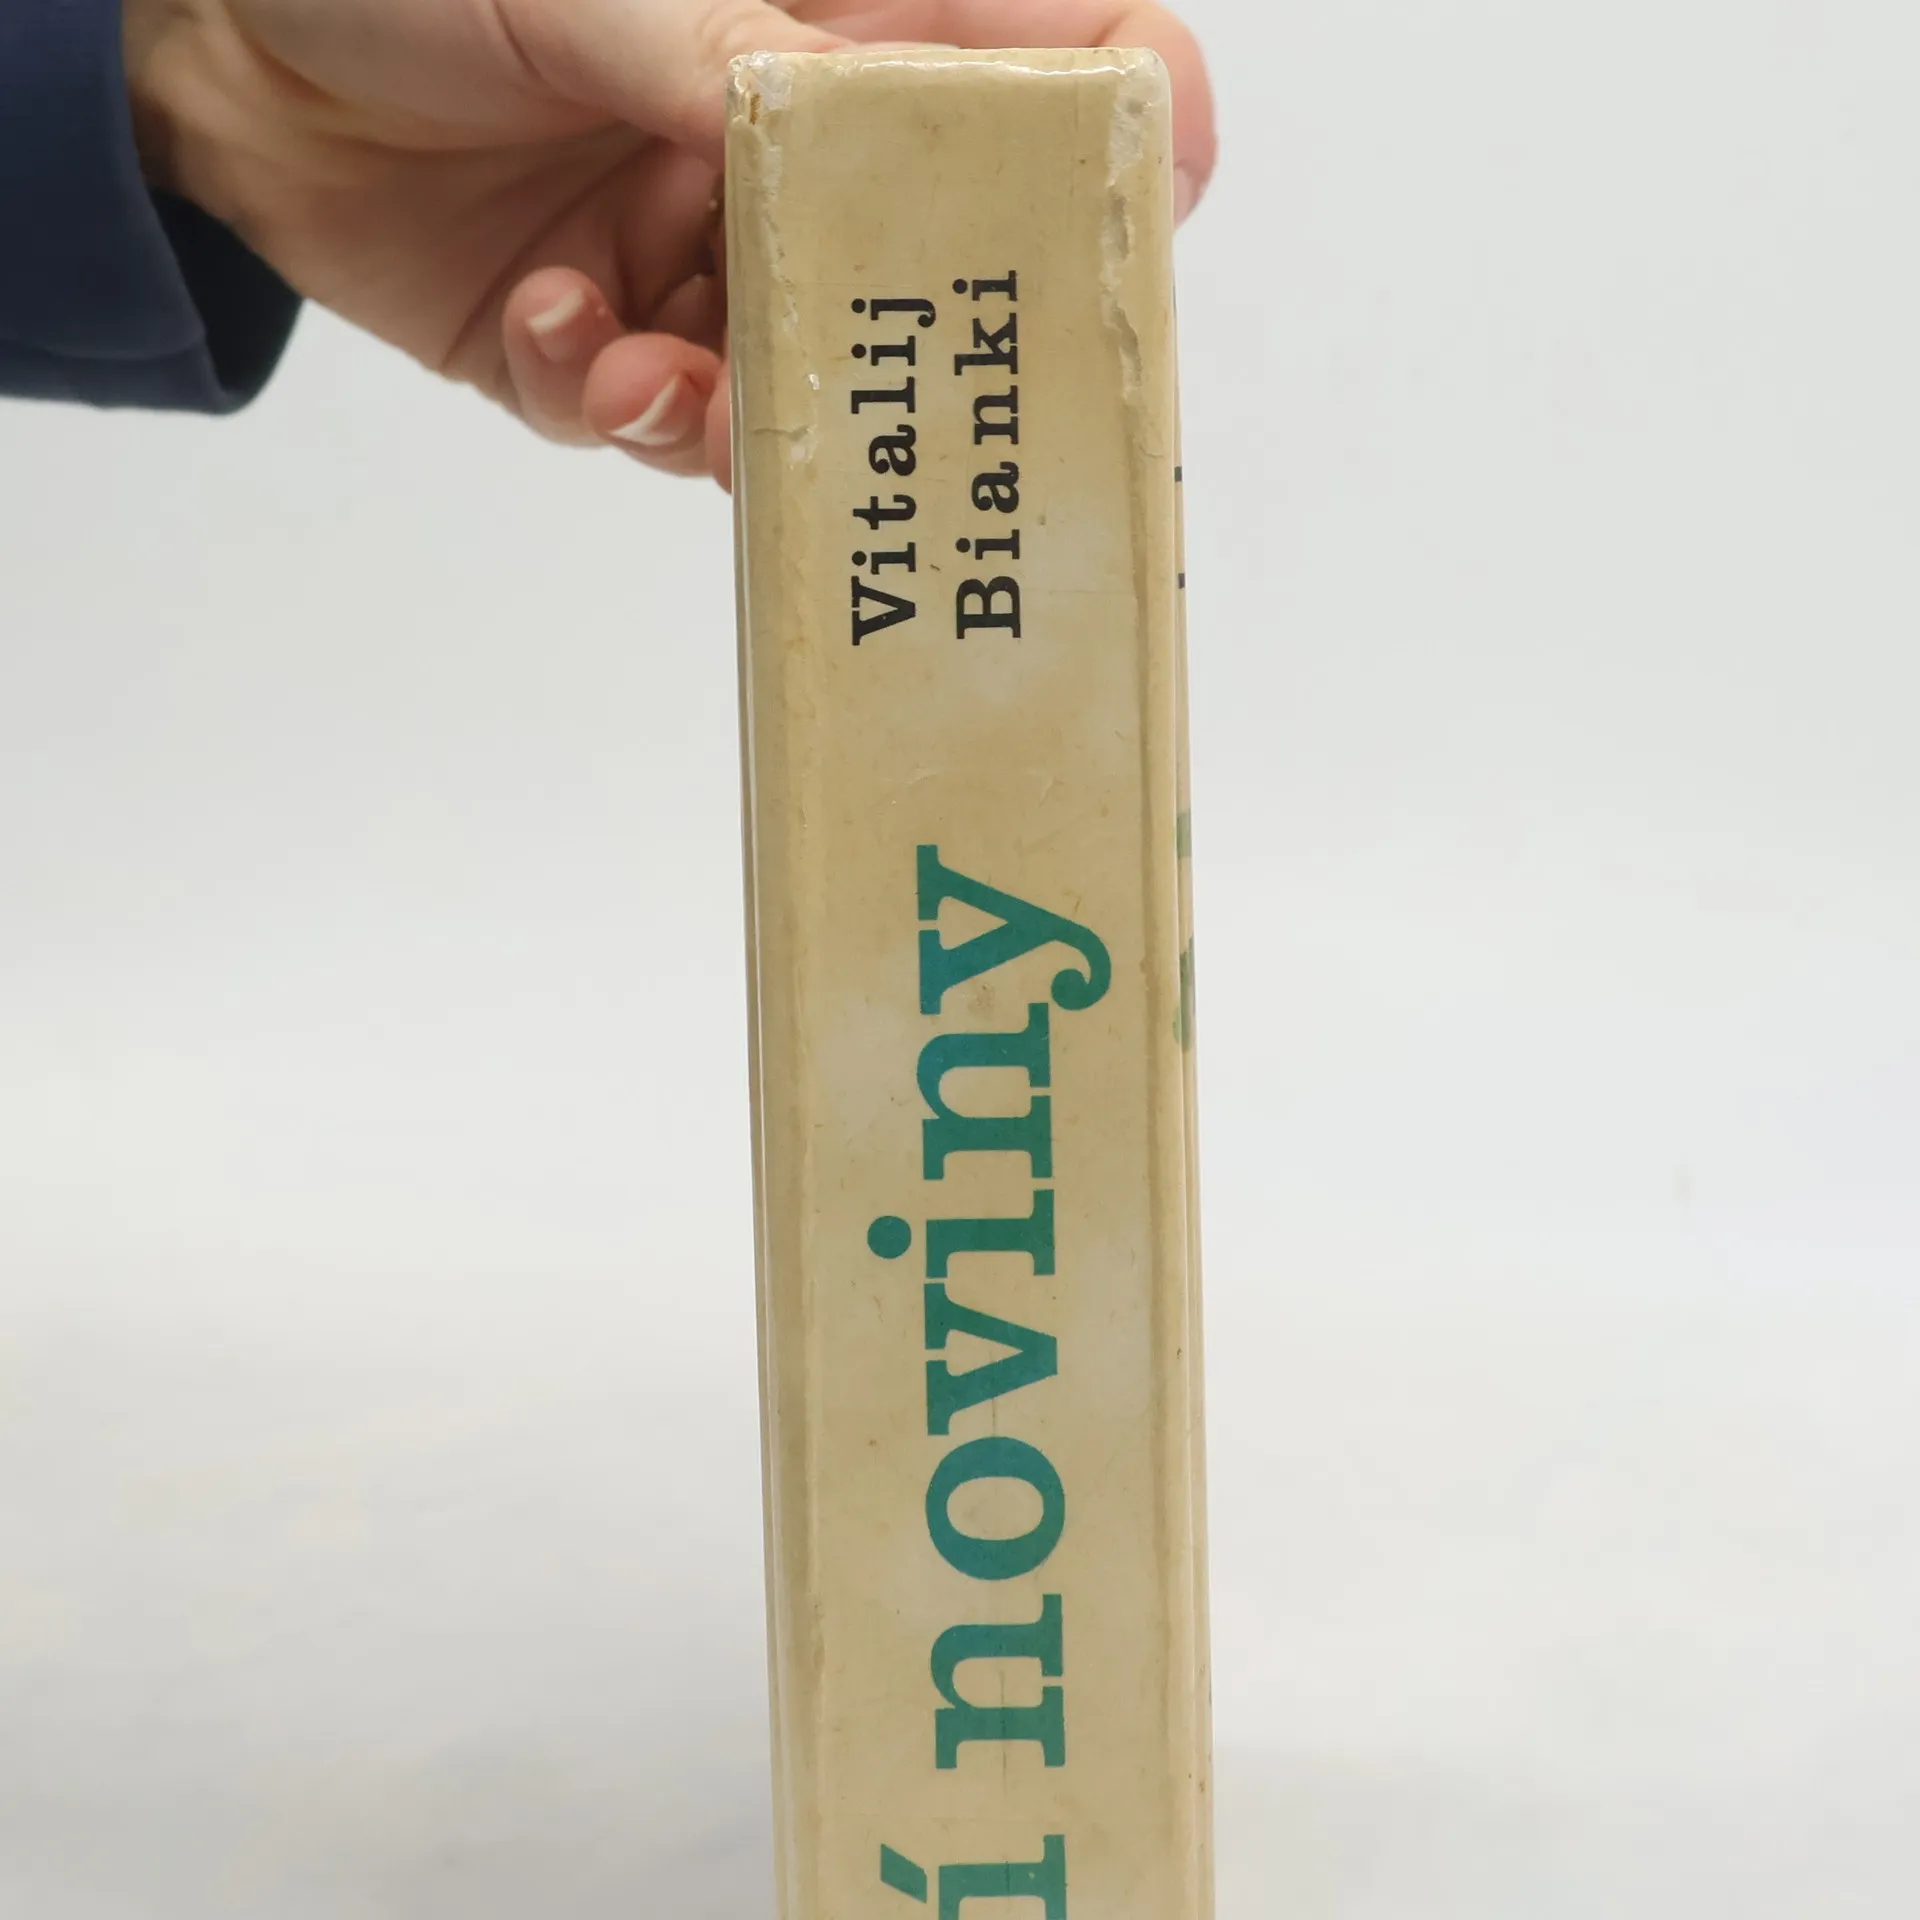 Vitalij
Bianki
í noviny